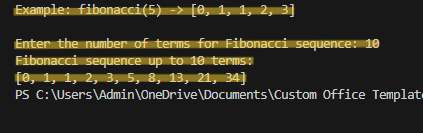 Example: fibonacci(5) -> [0, 1, 1, 2, 3]
Enter the number of terms for Fibonacci sequence: 10
Fibonacci sequence up to 10 terms:
[0, 1, 1, 2, 3, 5, 8, 13, 21, 34]
PS C:\Users\Admin\OneDrive\Documents\Custom Office Templat